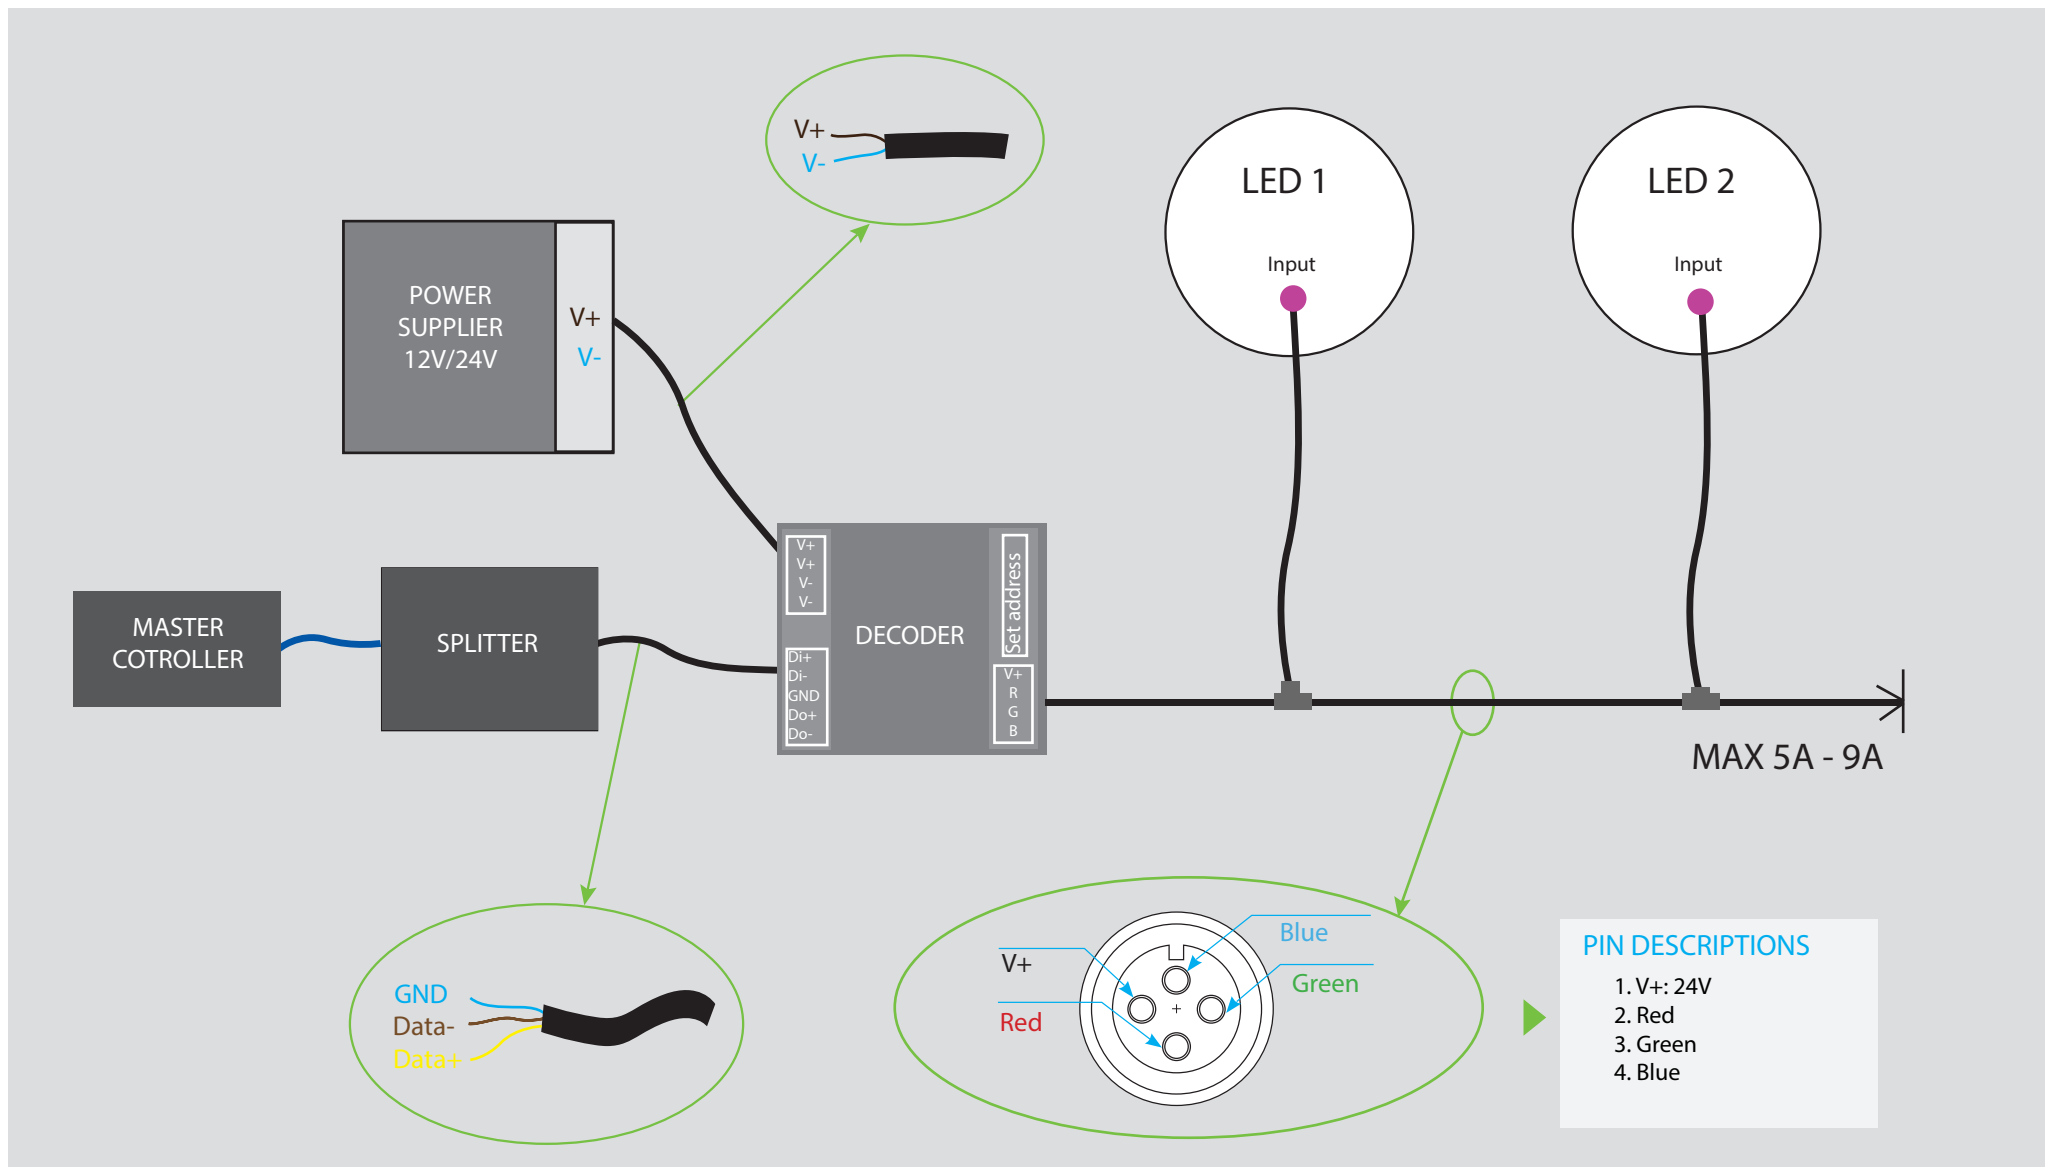 V+
V-
LED 1
Input
LED 2
Input
POWER
SUPPLIER
12V/24V
V+
V-
MASTER
COTROLLER
SPLITTER
V+
V+
V-
V-
Di+
Di-
GND
Do+
Do-
DECODER
Set address
V+
R
G
B
MAX 5A - 9A
GND
Data-
Data+
V+
Red
Blue
Green
PIN DESCRIPTIONS
1. V+: 24V
2. Red
3. Green
4. Blue